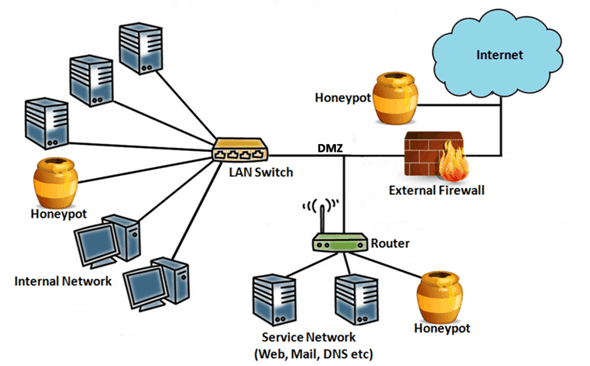 Internet
Honeypot
DMZ
External Firewall
LAN Switch
Honeypot
Router
Internal Network
Service Network
(Web, Mail, DNS etc)
Honeypot